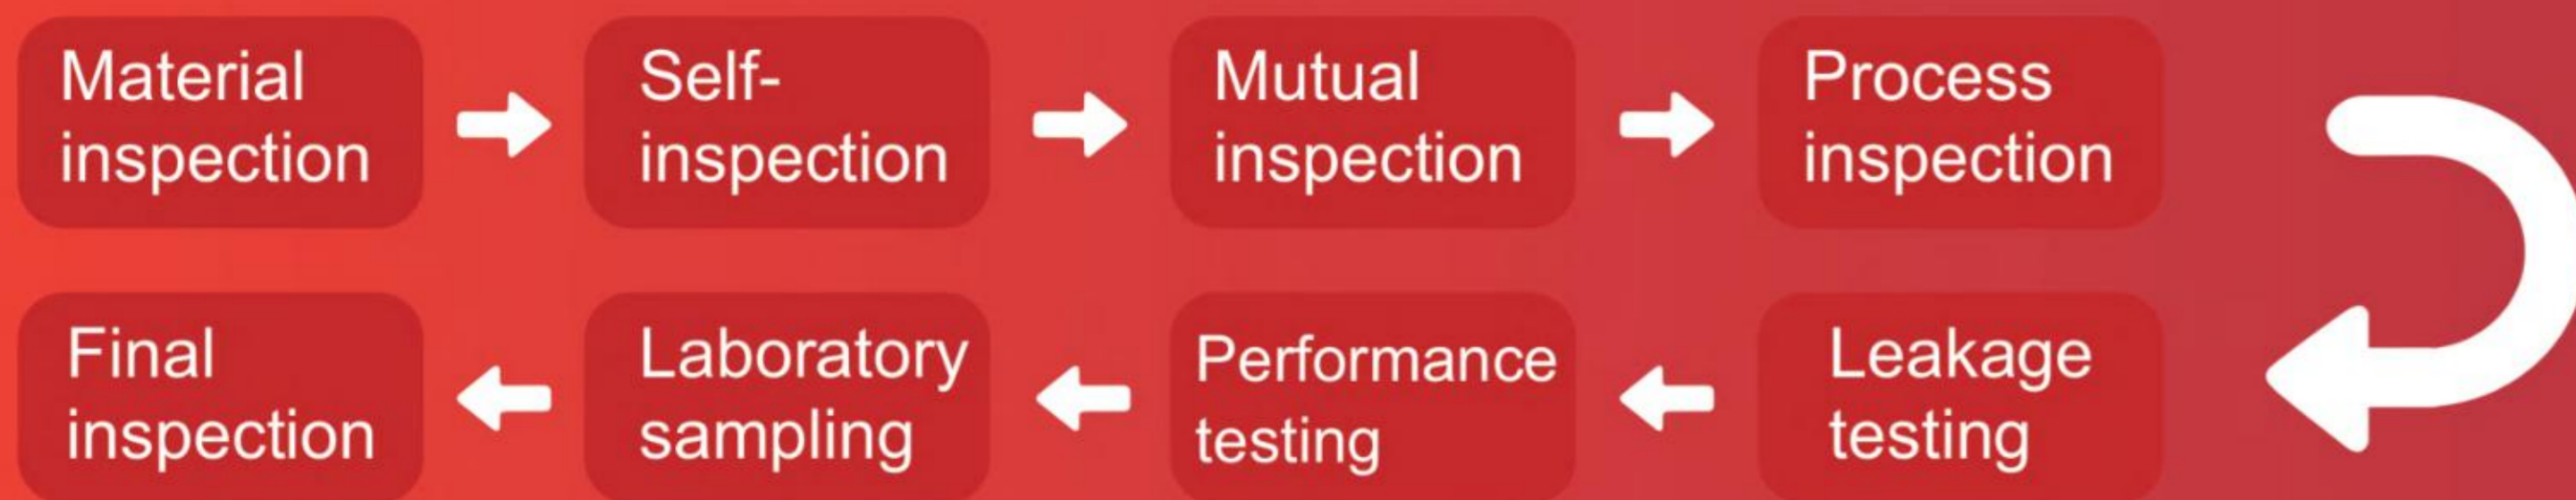 Material
inspection
Self-
inspection
Mutual
inspection
Process
inspection
Leakage
testing
Performance
testing
Laboratory
sampling
Final
inspection